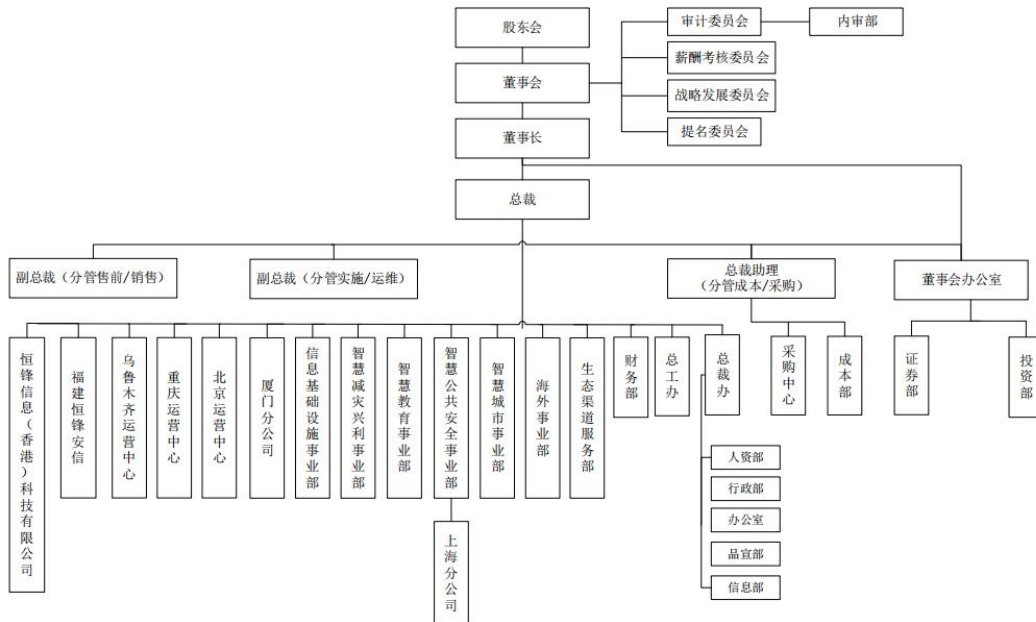 股东会
审计委员会
内审部
薪酬考核委员会
董事会
战略发展委员会
提名委员会
董事长
总裁
副总裁（分管售前/销售）
副总裁（分管实施/运维）
总裁助理
（分管成本/采购）
董事会办公室
恒锋信息（香港）科技有限公司
福建恒锋安信
乌鲁木齐运营中心
重庆运营中心
北京运营中心
厦门分公司
信息基础设施事业部
智慧减灾兴利事业部
智慧教育事业部
智慧公共安全事业部
智慧城市事业部
海外事业部
生态渠道服务部
财务部
总工办
总裁办
采购中心
成本部
证券部
投资部
人资部
行政部
办公室
品宣部
信息部
上海分公司